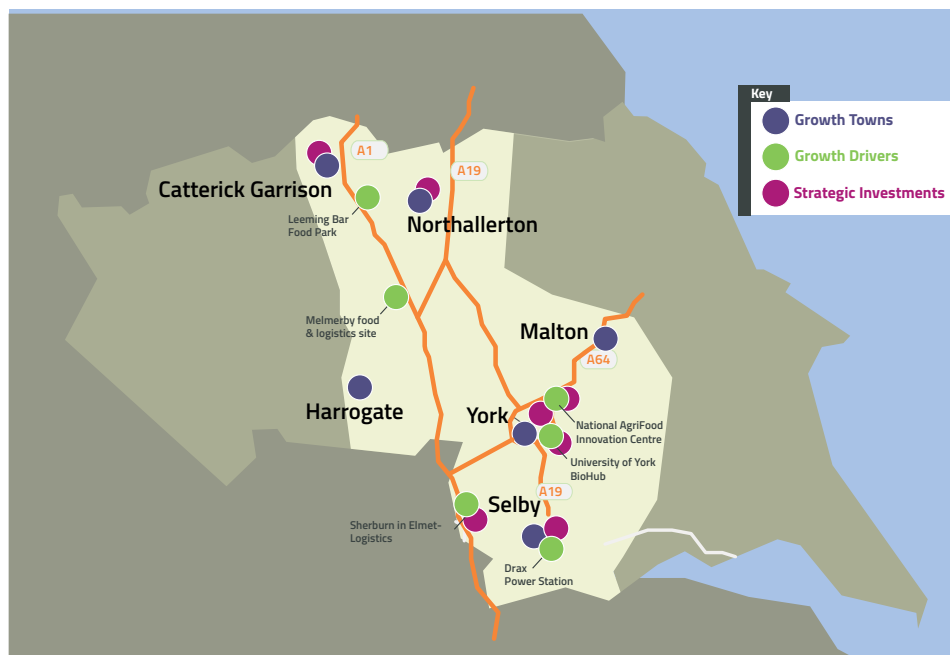 Key
Growth Towns
Growth Drivers
Strategic Investments
A1
A19
Catterick Garrison
Leeming Bar
Food Park
Northallerton
Melmerby food
& logistics site
Malton
A64
Harrogate
York
National AgriFood
Innovation Centre
University of York
BioHub
A19
Selby
Sherburn in Elmet-
Logistics
Drax
Power Station